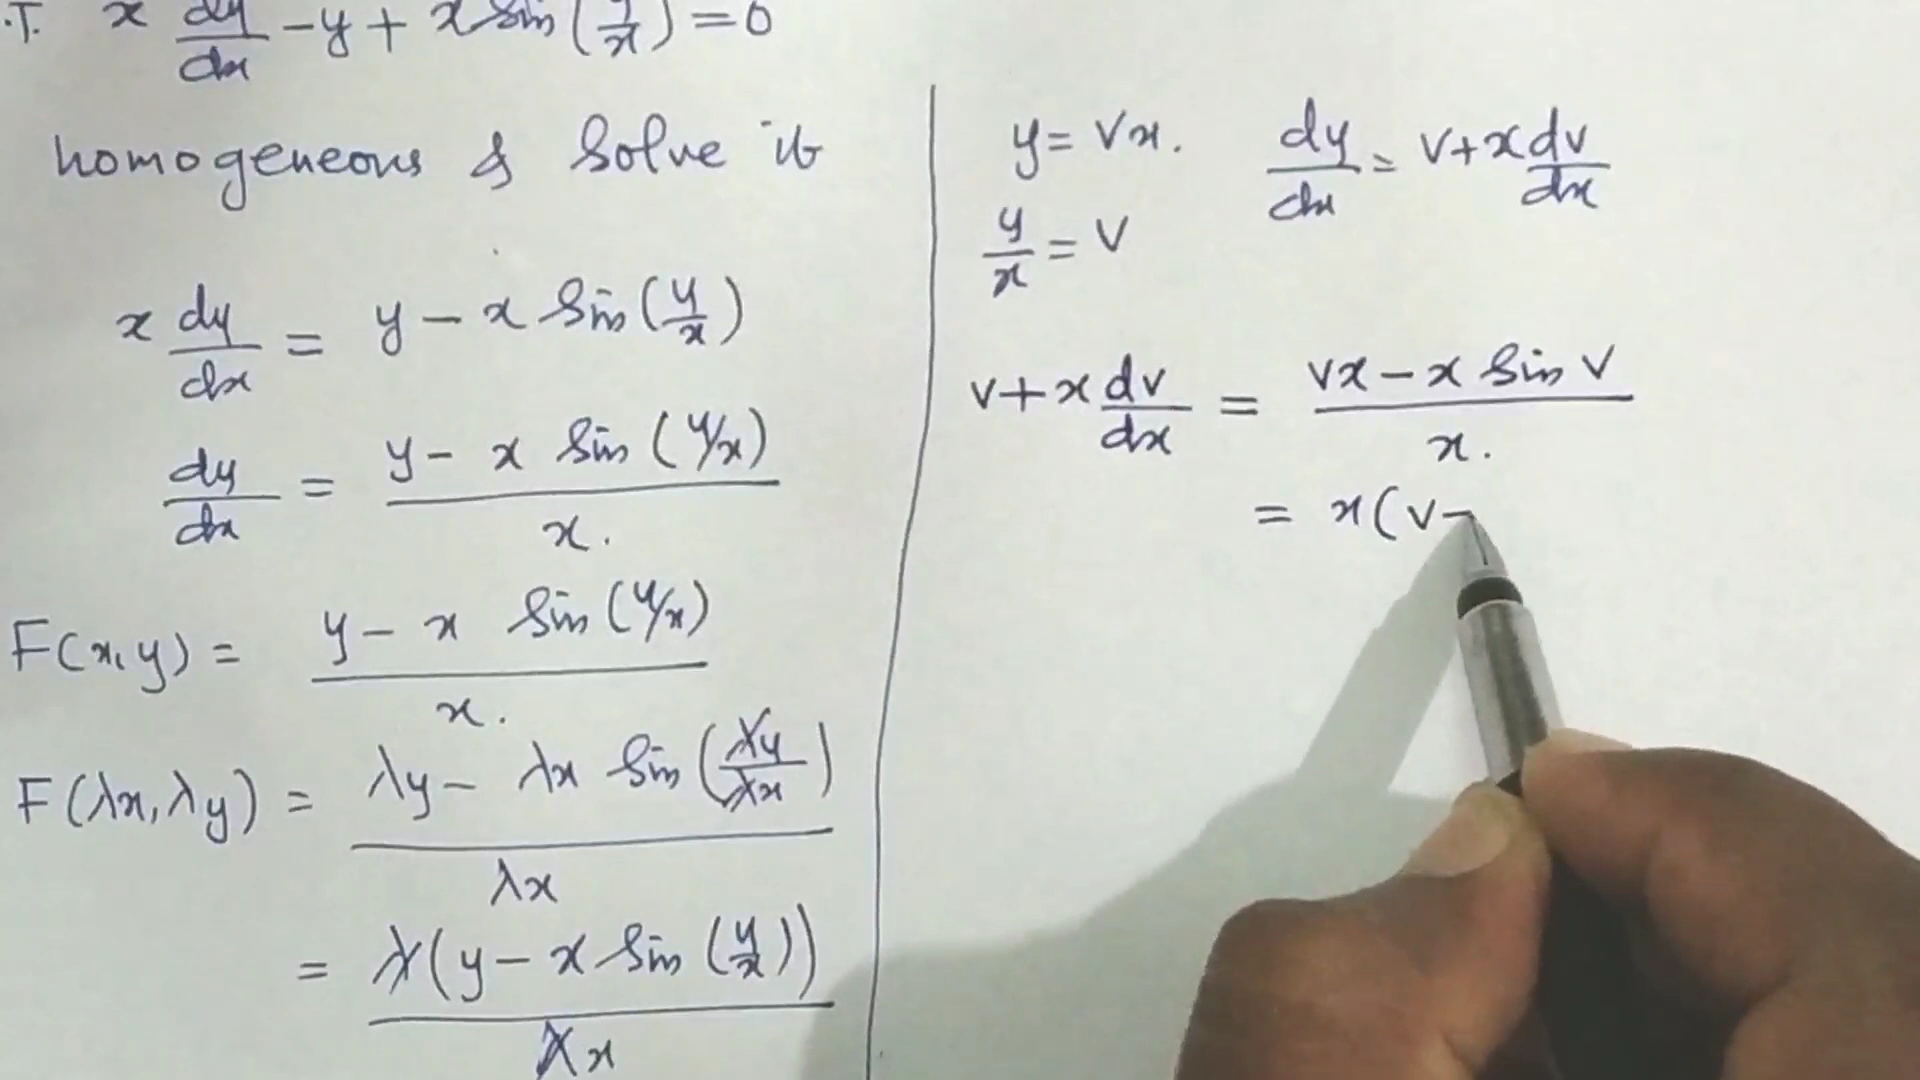 .T. x dy/dx - y + x sin(y/x) = 0
homogeneous & solve it
x dy/dx = y - x sin(y/x)
dy/dx = y - x sin(y/x) / x.
F(x,y) = y - x sin(y/x) / x.
F(λx,λy) = λy - λx sin(λy/λx) / λx
= λ(y - x sin(y/x)) / λx
y = vx. dy/dx = v + x dv/dx
y/x = v
v + x dv/dx = vx - x sin v / x.
= x(v-